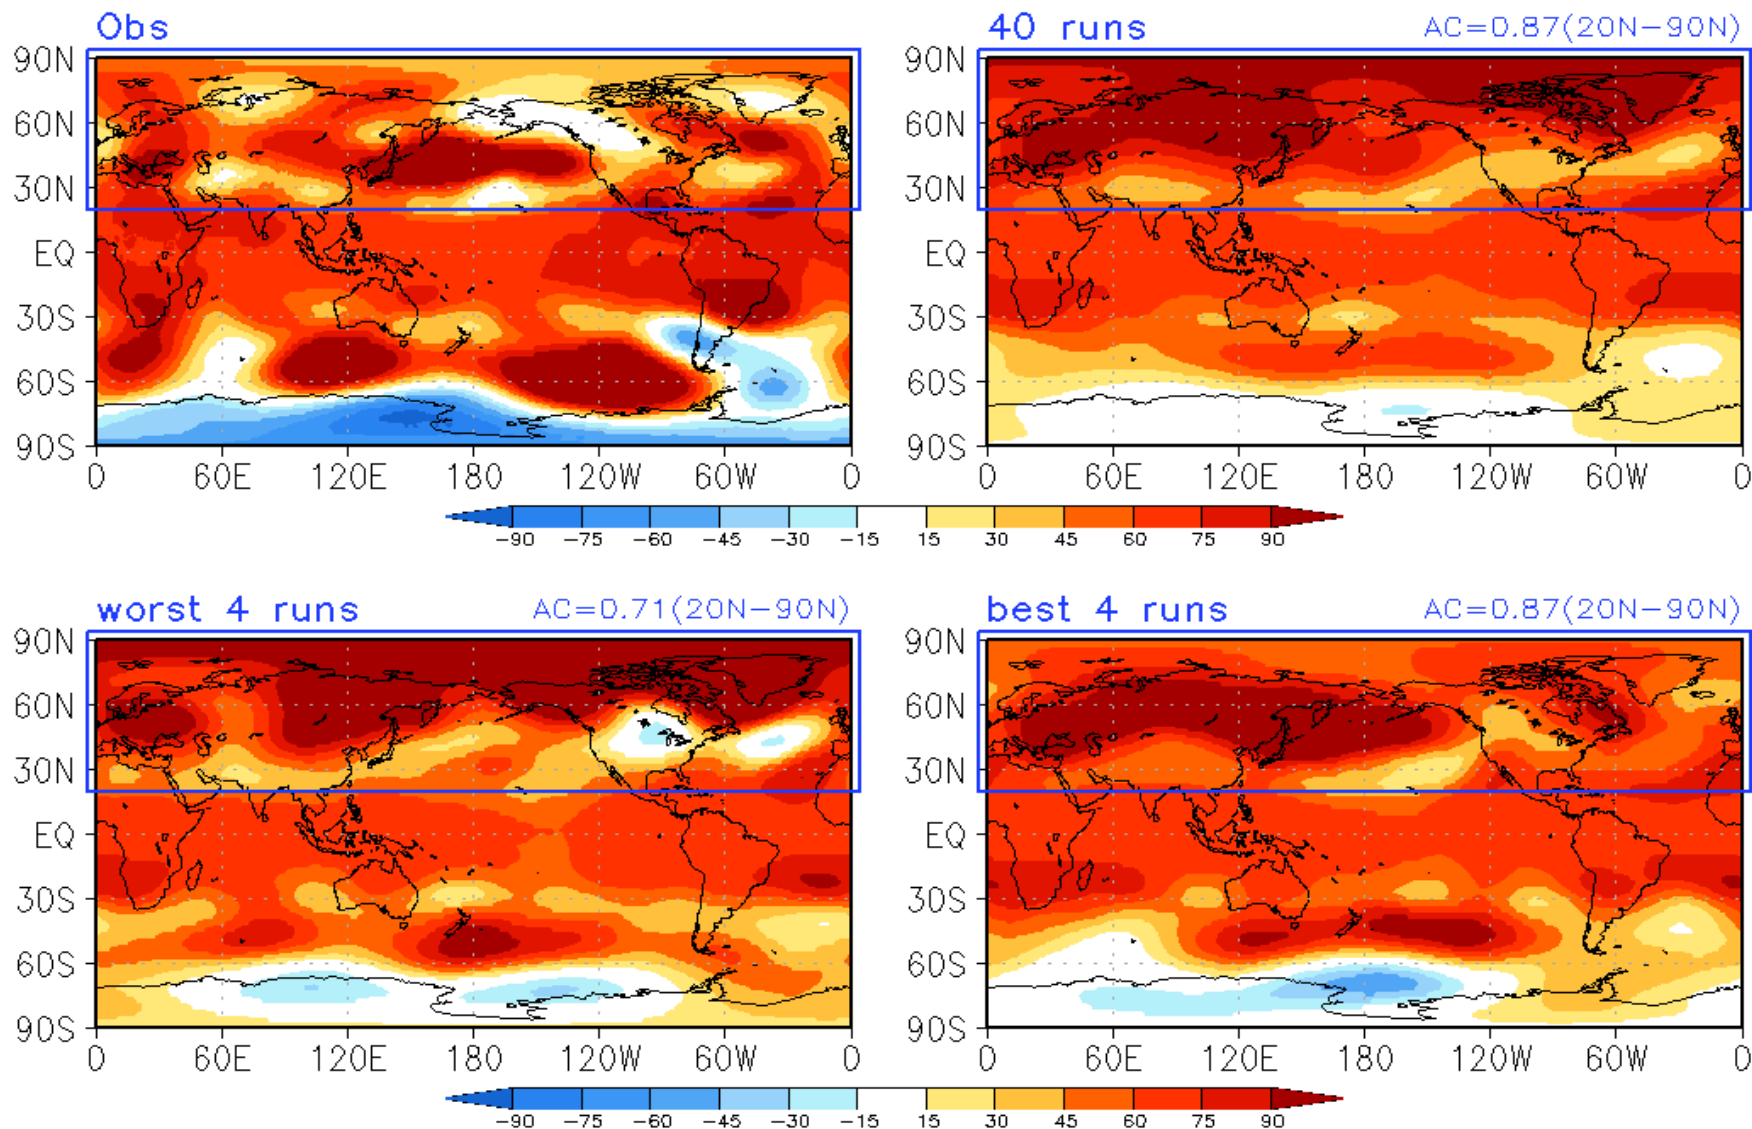 Obs
40 runs AC=0.87(20N-90N)
90N 90N
60N 60N
30N 30N
EQ EQ
30S 30S
60S 60S
90S 90S
0 60E 120E 180 120W 60W 0 0 60E 120E 180 120W 60W 0
-90 -75 -60 -45 -30 -15 15 30 45 60 75 90
worst 4 runs AC=0.71(20N-90N)
best 4 runs AC=0.87(20N-90N)
90N 90N
60N 60N
30N 30N
EQ EQ
30S 30S
60S 60S
90S 90S
0 60E 120E 180 120W 60W 0 0 60E 120E 180 120W 60W 0
-90 -75 -60 -45 -30 -15 15 30 45 60 75 90